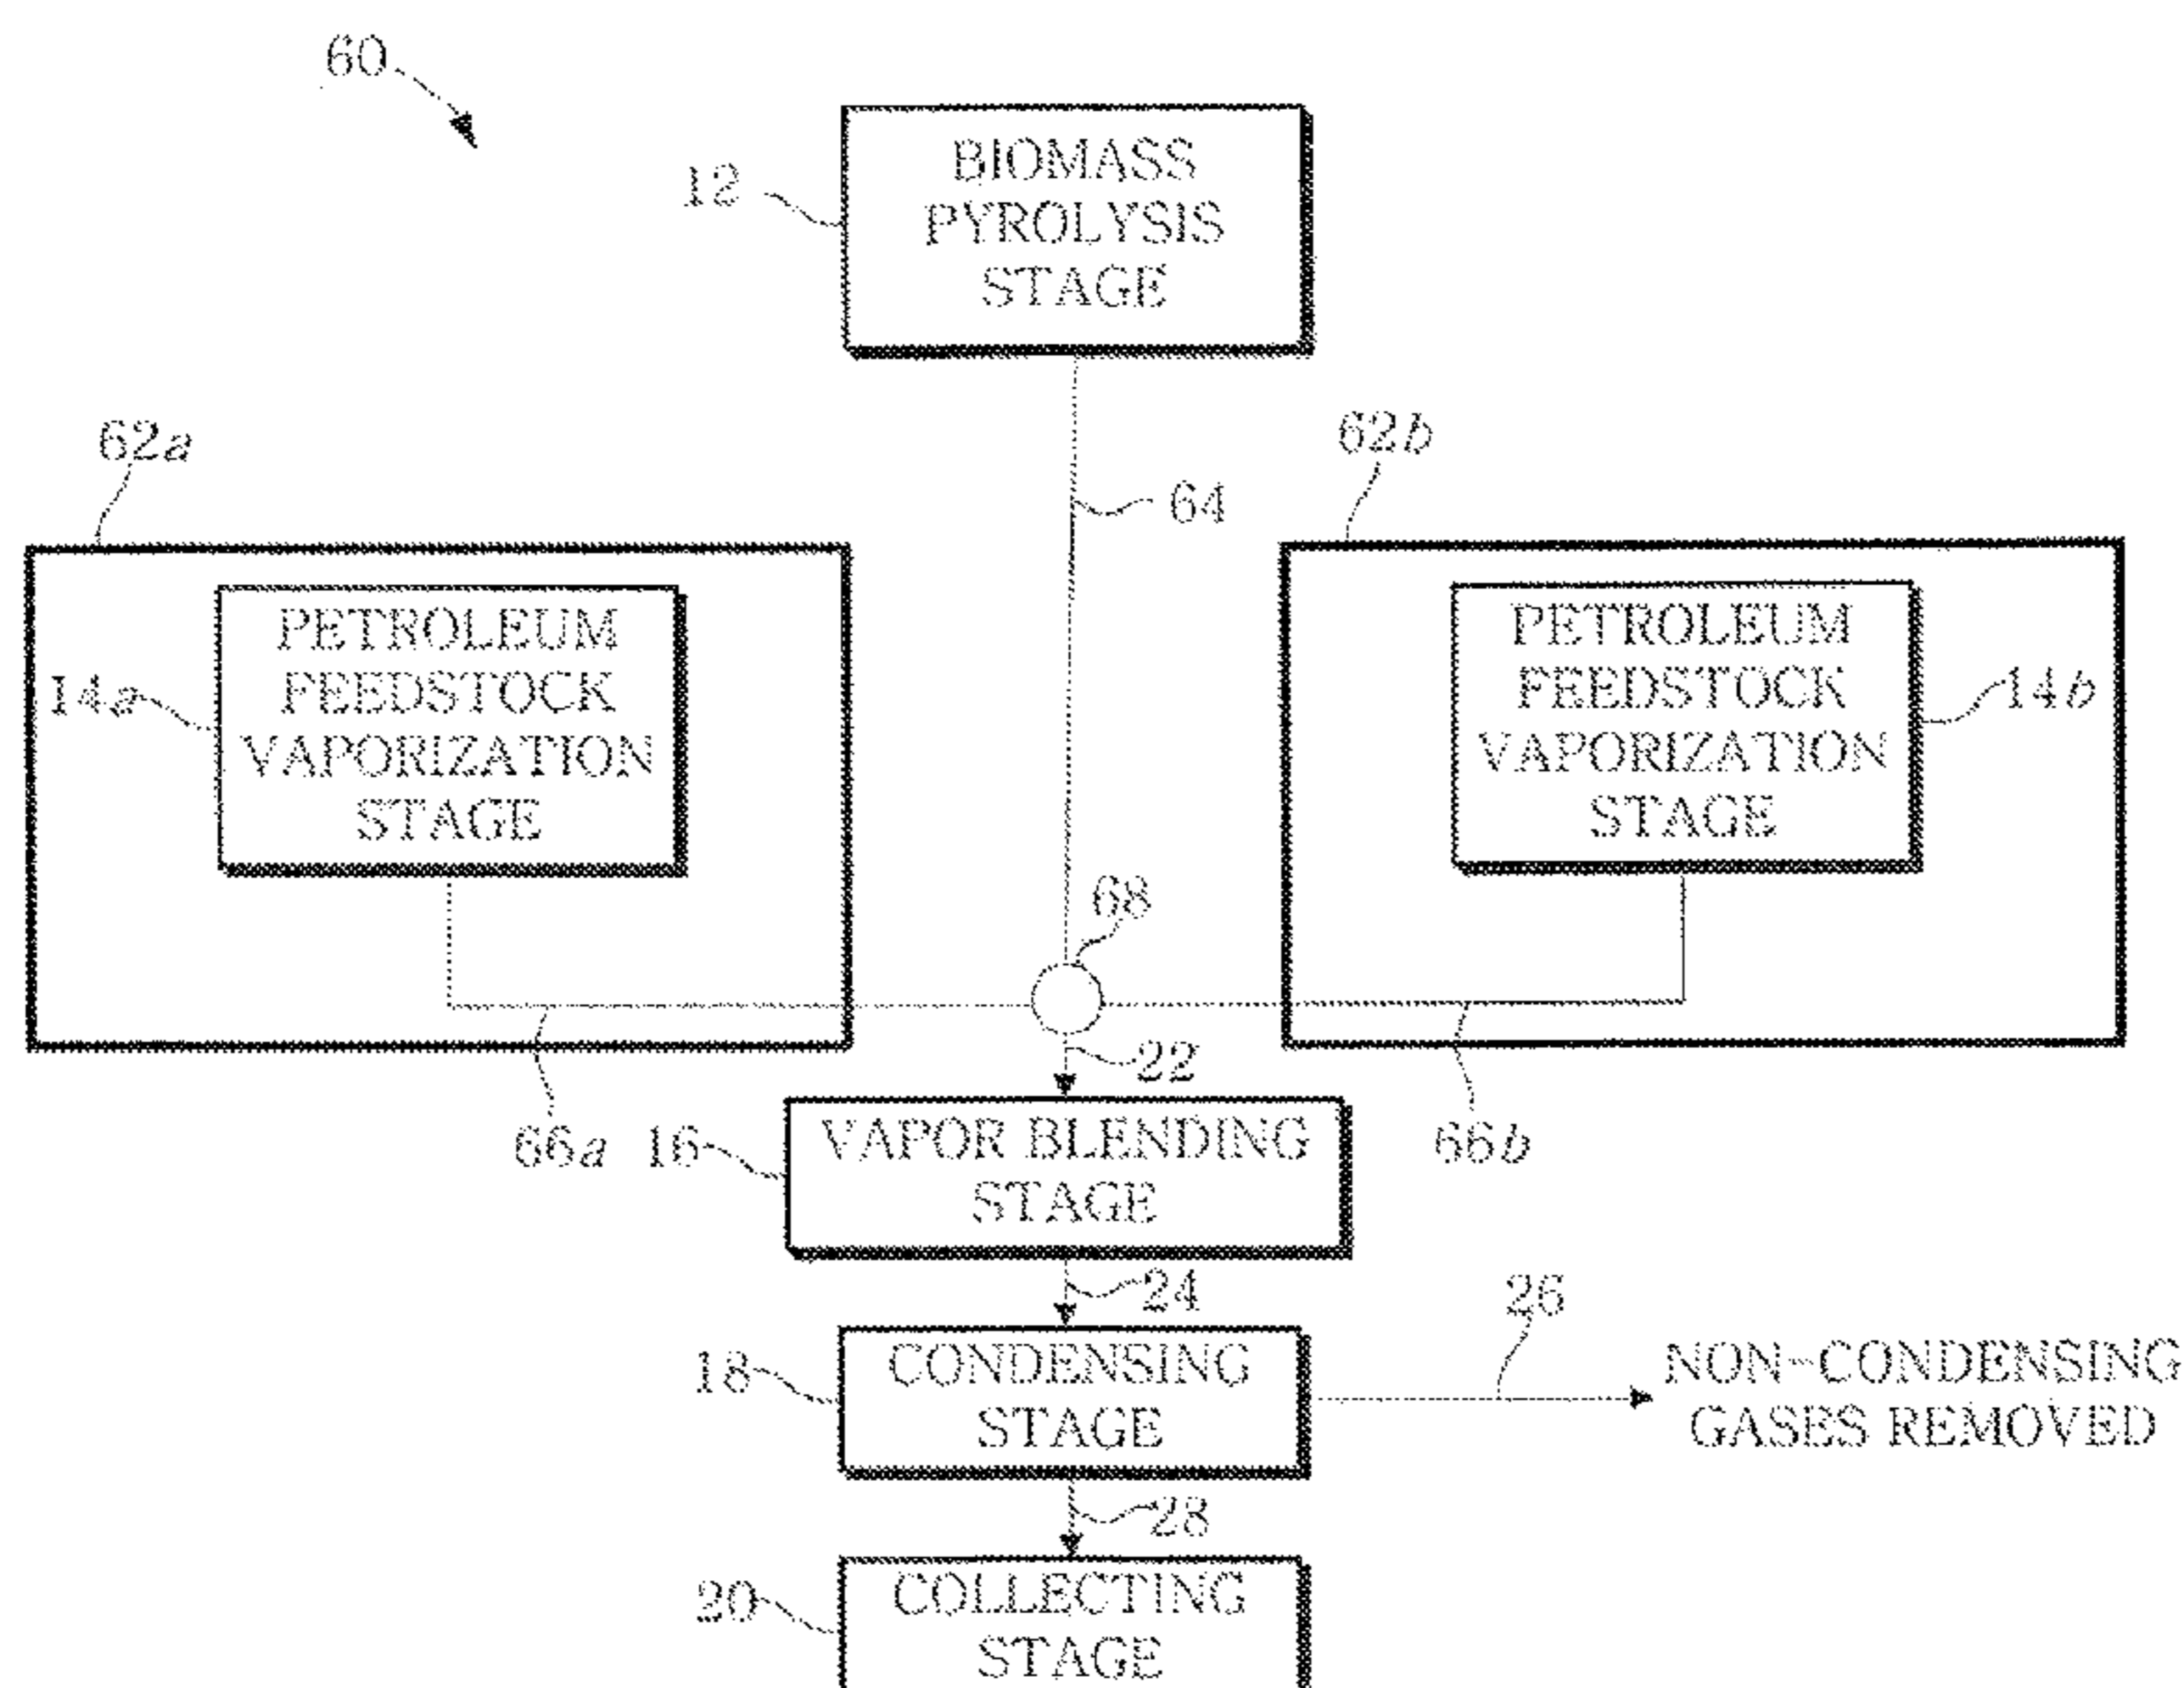 60
12
BIOMASS
PYROLYSIS
STAGE
62a
62b
64
PETROLEUM
FEEDSTOCK
VAPORIZATION
STAGE
14a
PETROLEUM
FEEDSTOCK
VAPORIZATION
STAGE
14b
68
22
66a
16
VAPOR BLENDING
STAGE
66b
24
26
18
CONDENSING
STAGE
NON-CONDENSING
GASES REMOVED
28
20
COLLECTING
STAGE